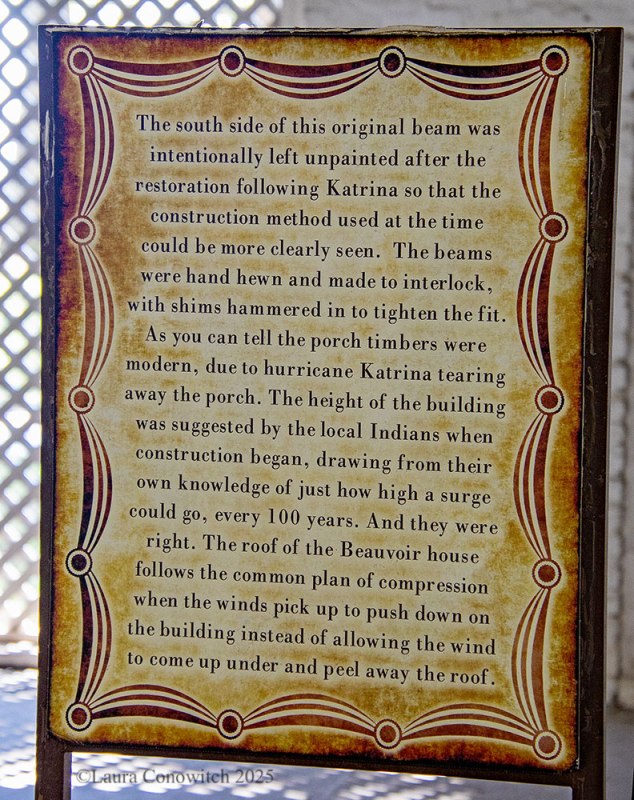 The south side of this original beam was
intentionally left unpainted after the
restoration following Katrina so that the
construction method used at the time
could be more clearly seen.  The beams
were hand hewn and made to interlock,
with shims hammered in to tighten the fit.
As you can tell the porch timbers were
modern, due to hurricane Katrina tearing
away the porch. The height of the building
was suggested by the local Indians when
construction began, drawing from their
own knowledge of just how high a surge
could go, every 100 years. And they were
right. The roof of the Beauvoir house
follows the common plan of compression
when the winds pick up to push down on
the building instead of allowing the wind
to come up under and peel away the roof.
©Laura Conowitch 2025